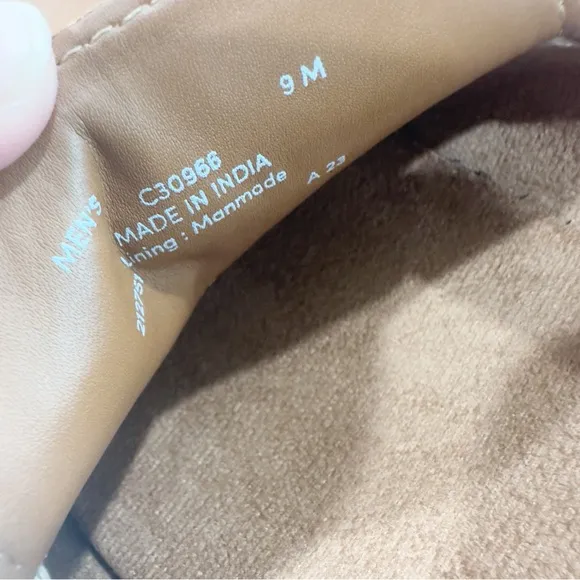 9 M
C30966
MADE IN INDIA
Lining : Manmade
A 23
MEN'S